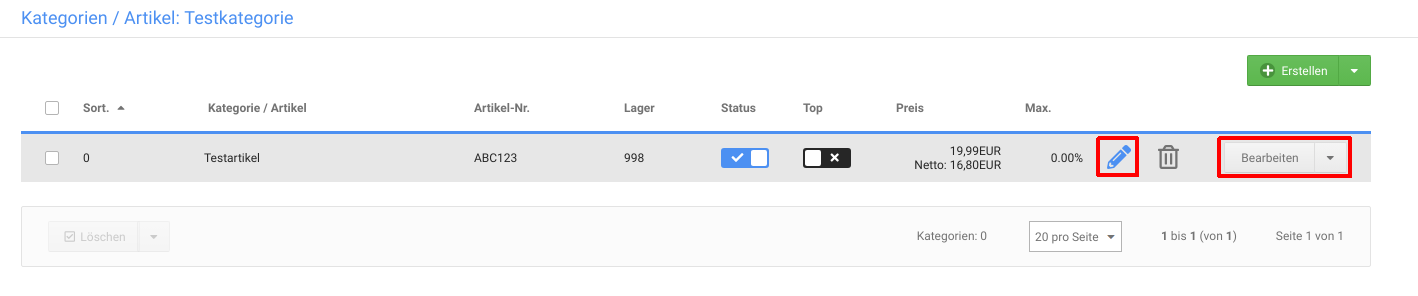 Kategorien / Artikel: Testkategorie
Erstellen
Sort. Kategorie / Artikel Artikel-Nr. Lager Status Top Preis Max.
0 Testartikel ABC123 998 19,99EUR 0.00% Bearbeiten
Netto: 16,80EUR
Löschen Kategorien: 0 20 pro Seite 1 bis 1 (von 1) Seite 1 von 1